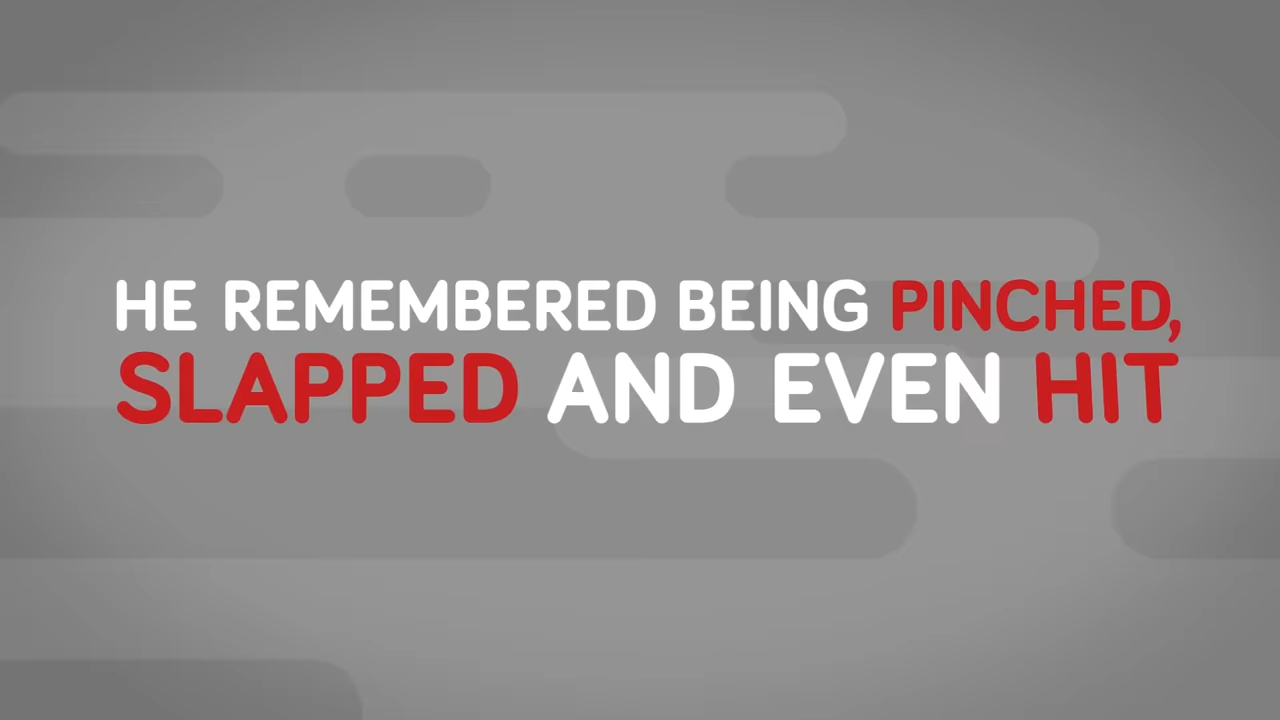 HE REMEMBERED BEING PINCHED,
SLAPPED AND EVEN HIT